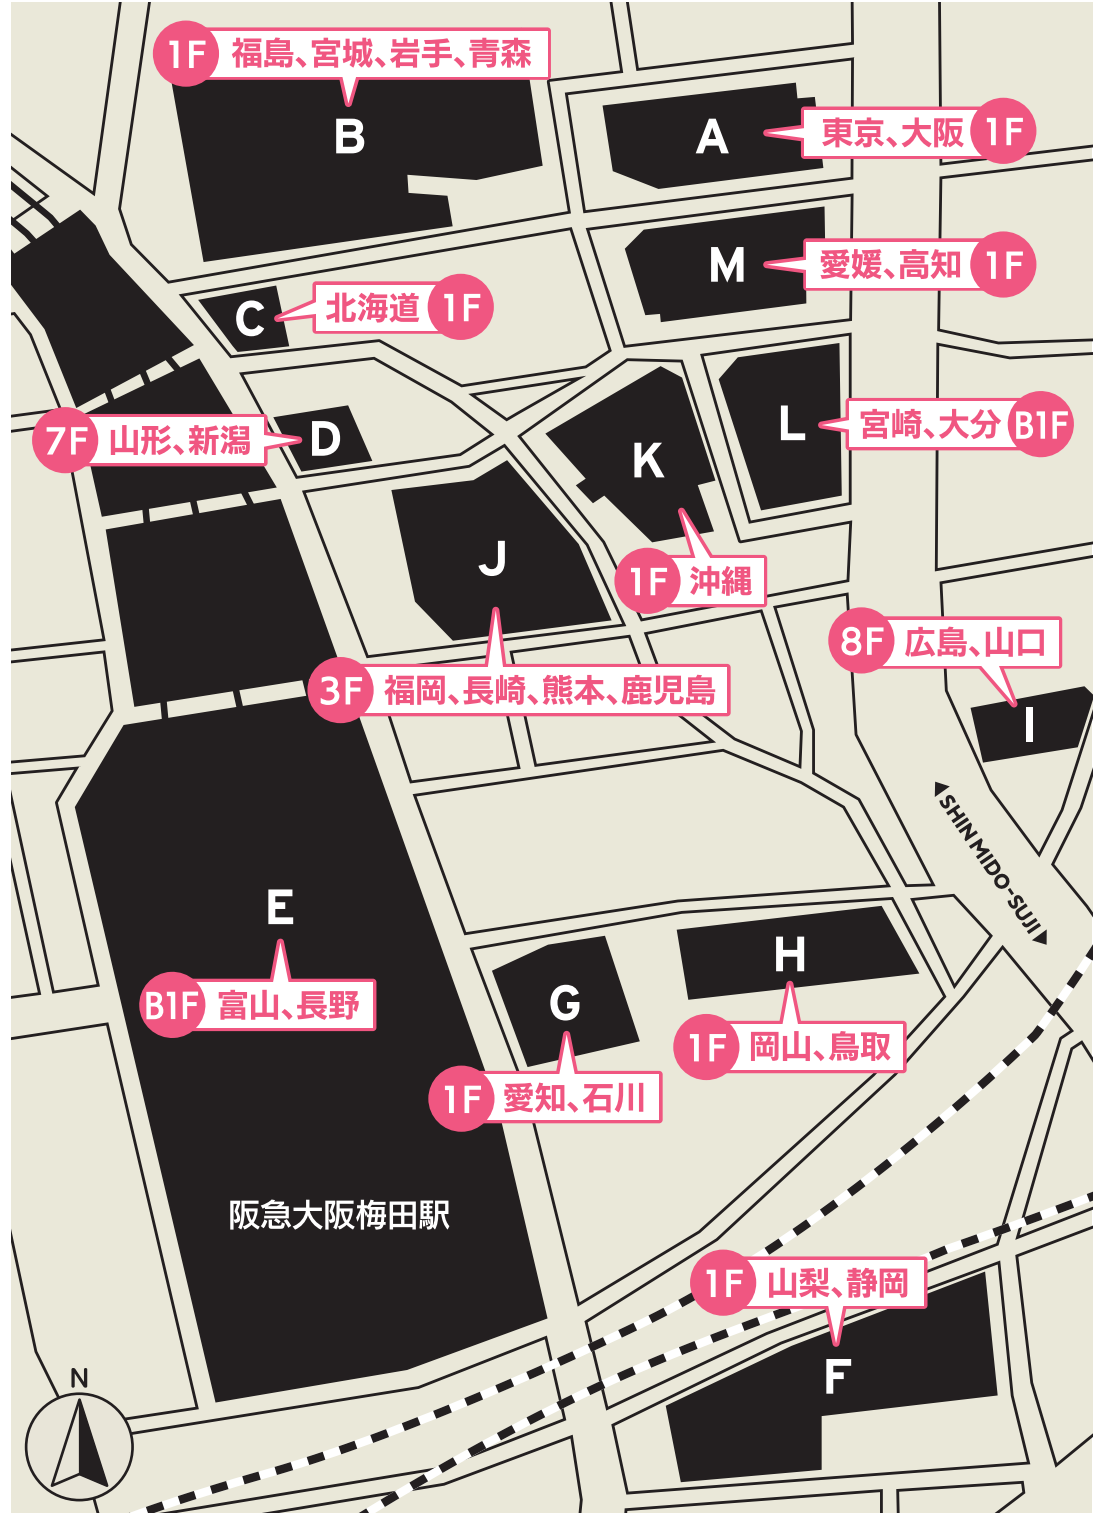 1F 福島、宮城、岩手、青森
B
A
東京、大阪 1F
M
愛媛、高知 1F
C
北海道 1F
7F 山形、新潟
D
L
宮崎、大分 B1F
K
J
1F 沖縄
8F 広島、山口
I
3F 福岡、長崎、熊本、鹿児島
SHIN MIDO-SUJI
E
B1F 富山、長野
H
G
1F 岡山、鳥取
1F 愛知、石川
阪急大阪梅田駅
1F 山梨、静岡
F
N